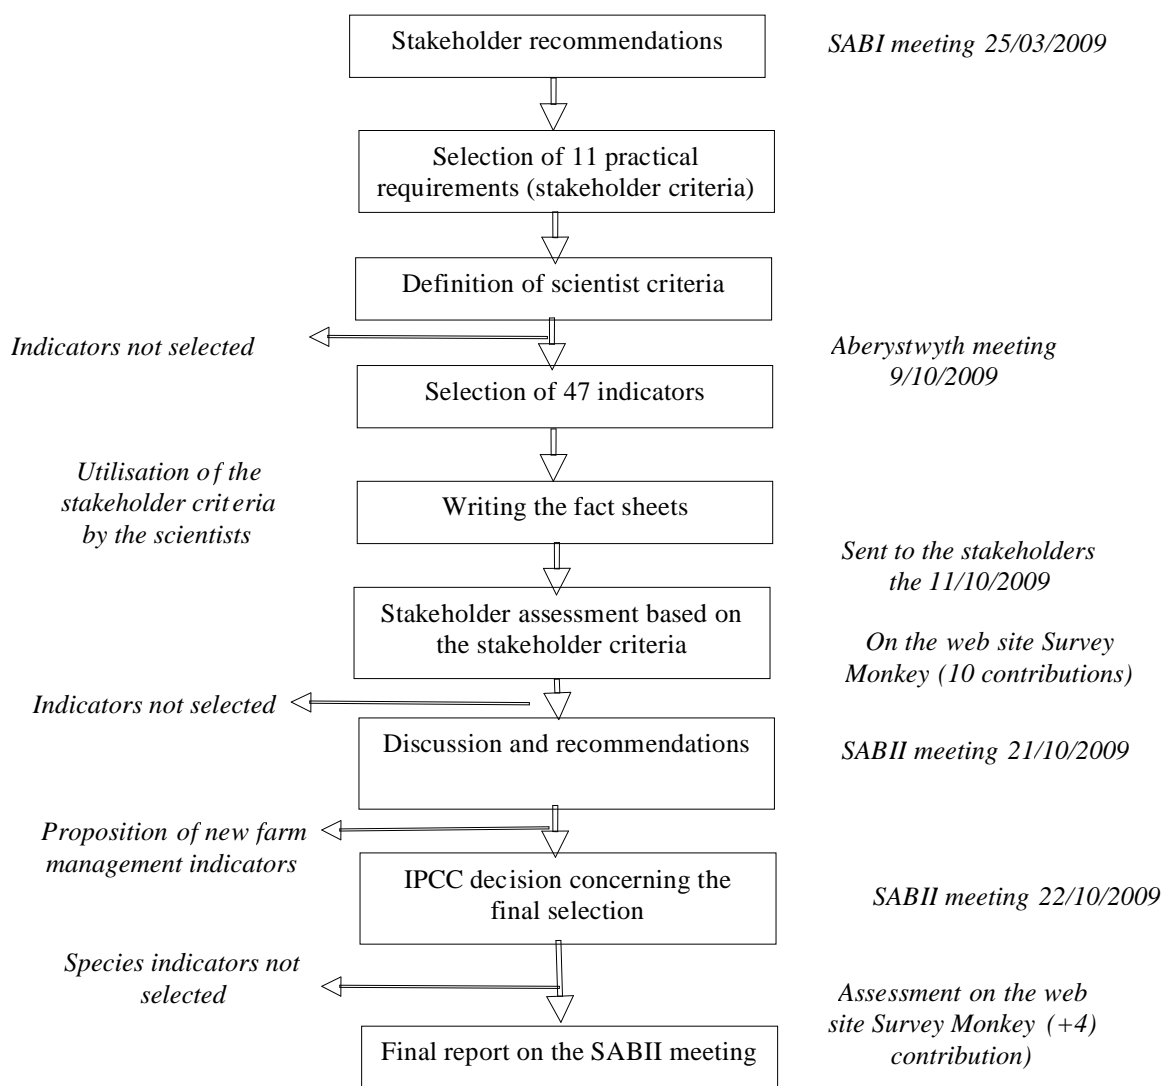 Stakeholder recommendations
SABI meeting 25/03/2009
Selection of 11 practical
requirements (stakeholder criteria)
Definition of scientist criteria
Indicators not selected
Aberystwyth meeting
9/10/2009
Selection of 47 indicators
Utilisation of the
stakeholder criteria
by the scientists
Writing the fact sheets
Sent to the stakeholders
the 11/10/2009
Stakeholder assessment based on
the stakeholder criteria
On the web site Survey
Monkey (10 contributions)
Indicators not selected
Discussion and recommendations
SABII meeting 21/10/2009
Proposition of new farm
management indicators
IPCC decision concerning the
final selection
SABII meeting 22/10/2009
Species indicators not
selected
Assessment on the web
site Survey Monkey (+4)
contribution)
Final report on the SABII meeting